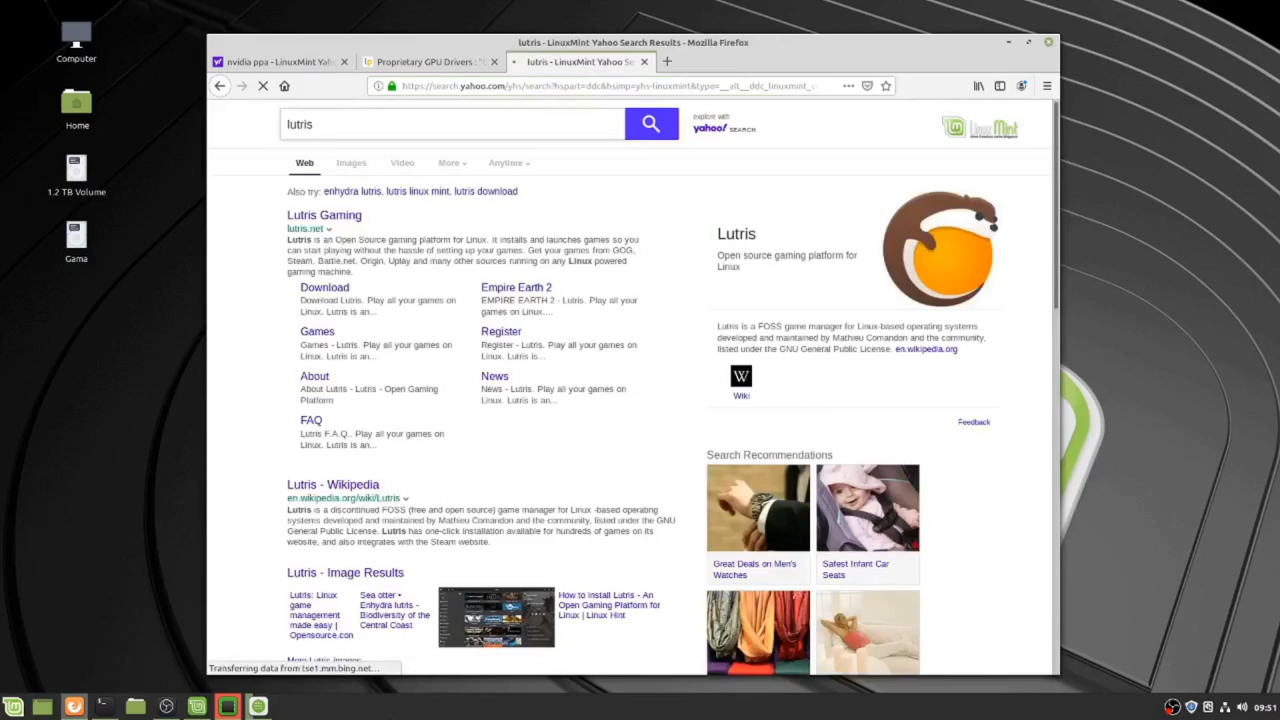 Computer
Home
1.2 TB Volume
Gama
lutris - LinuxMint Yahoo Search Results - Mozilla Firefox
nvidia ppa - LinuxMint Yah
Proprietary GPU Drivers : "G
lutris - LinuxMint Yahoo Se
https://search.yahoo.com/yhs/search?hspart=ddc&hsimp=yhs-linuxmint&type=__alt__ddc_linuxmint_c
lutris
explore with
yahoo! SEARCH
Linux Mint
Web
Images
Video
More
Anytime
Also try: enhydra lutris, lutris linux mint, lutris download
Lutris Gaming
lutris.net
Lutris is an Open Source gaming platform for Linux. It installs and launches games so you
can start playing without the hassle of setting up your games. Get your games from GOG,
Steam, Battle.net, Origin, Uplay and many other sources running on any Linux powered
gaming machine.
Download
Download Lutris. Play all your games on
Linux. Lutris is an...
Empire Earth 2
EMPIRE EARTH 2 - Lutris. Play all your
games on Linux....
Games
Games - Lutris. Play all your games on
Linux. Lutris is an...
Register
Register - Lutris. Play all your games on
Linux. Lutris is...
About
About Lutris - Lutris - Open Gaming
Platform
News
News - Lutris. Play all your games on
Linux. Lutris is an...
FAQ
Lutris F.A.Q.. Play all your games on
Linux. Lutris is an...
Lutris - Wikipedia
en.wikipedia.org/wiki/Lutris
Lutris is a discontinued FOSS (free and open source) game manager for Linux -based operating
systems developed and maintained by Mathieu Comandon and the community, listed under the GNU
General Public License. Lutris has one-click installation available for hundreds of games on its
website, and also integrates with the Steam website.
Lutris - Image Results
Lutris: Linux
game
management
made easy |
Opensource.com
Sea otter •
Enhydra lutris -
Biodiversity of the
Central Coast
How to Install Lutris - An
Open Gaming Platform for
Linux | Linux Hint
More Lutris images
Lutris
Open source gaming platform for
Linux
Lutris is a FOSS game manager for Linux-based operating systems
developed and maintained by Mathieu Comandon and the community,
listed under the GNU General Public License. en.wikipedia.org
W
Wiki
Feedback
Search Recommendations
Great Deals on Men's
Watches
Safest Infant Car
Seats
Transferring data from tse1.mm.bing.net...
09:51